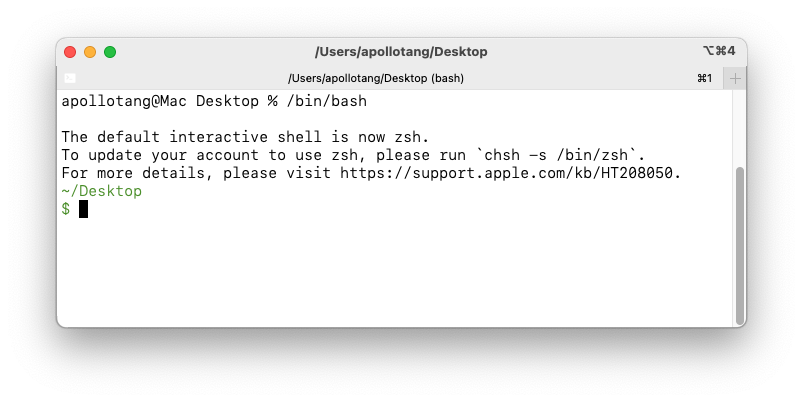 /Users/apollotang/Desktop
⌥⌘4
/Users/apollotang/Desktop (bash)
⌘1
apollotang@Mac Desktop % /bin/bash
The default interactive shell is now zsh.
To update your account to use zsh, please run `chsh -s /bin/zsh`.
For more details, please visit https://support.apple.com/kb/HT208050.
~/Desktop
$